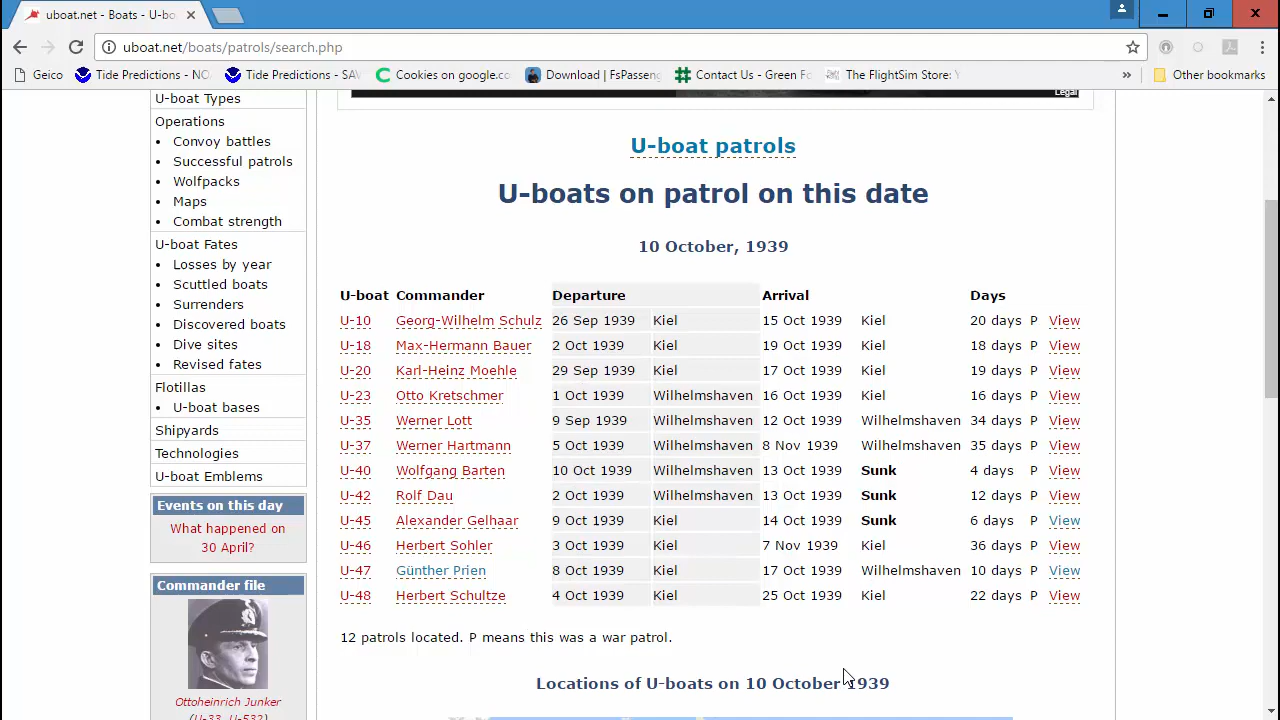 uboat.net - Boats - U-bo
uboat.net/boats/patrols/search.php
Geico
Tide Predictions - NO
Tide Predictions - SAV
Cookies on google.co
Download | FsPasseng
Contact Us - Green Fo
The FlightSim Store:
»
Other bookmarks
Legal
U-boat Types
Operations
• Convoy battles
• Successful patrols
• Wolfpacks
• Maps
• Combat strength
U-boat Fates
• Losses by year
• Scuttled boats
• Surrenders
• Discovered boats
• Dive sites
• Revised fates
Flotillas
• U-boat bases
Shipyards
Technologies
U-boat Emblems
Events on this day
What happened on
30 April?
Commander file
Ottoheinrich Junker
(U-33, U-532)
U-boat patrols
U-boats on patrol on this date
10 October, 1939
U-boat Commander Departure Arrival Days
U-10 Georg-Wilhelm Schulz 26 Sep 1939 Kiel 15 Oct 1939 Kiel 20 days P View
U-18 Max-Hermann Bauer 2 Oct 1939 Kiel 19 Oct 1939 Kiel 18 days P View
U-20 Karl-Heinz Moehle 29 Sep 1939 Kiel 17 Oct 1939 Kiel 19 days P View
U-23 Otto Kretschmer 1 Oct 1939 Wilhelmshaven 16 Oct 1939 Kiel 16 days P View
U-35 Werner Lott 9 Sep 1939 Wilhelmshaven 12 Oct 1939 Wilhelmshaven 34 days P View
U-37 Werner Hartmann 5 Oct 1939 Wilhelmshaven 8 Nov 1939 Wilhelmshaven 35 days P View
U-40 Wolfgang Barten 10 Oct 1939 Wilhelmshaven 13 Oct 1939 Sunk 4 days P View
U-42 Rolf Dau 2 Oct 1939 Wilhelmshaven 13 Oct 1939 Sunk 12 days P View
U-45 Alexander Gelhaar 9 Oct 1939 Kiel 14 Oct 1939 Sunk 6 days P View
U-46 Herbert Sohler 3 Oct 1939 Kiel 7 Nov 1939 Kiel 36 days P View
U-47 Günther Prien 8 Oct 1939 Kiel 17 Oct 1939 Wilhelmshaven 10 days P View
U-48 Herbert Schultze 4 Oct 1939 Kiel 25 Oct 1939 Kiel 22 days P View
12 patrols located. P means this was a war patrol.
Locations of U-boats on 10 October 1939